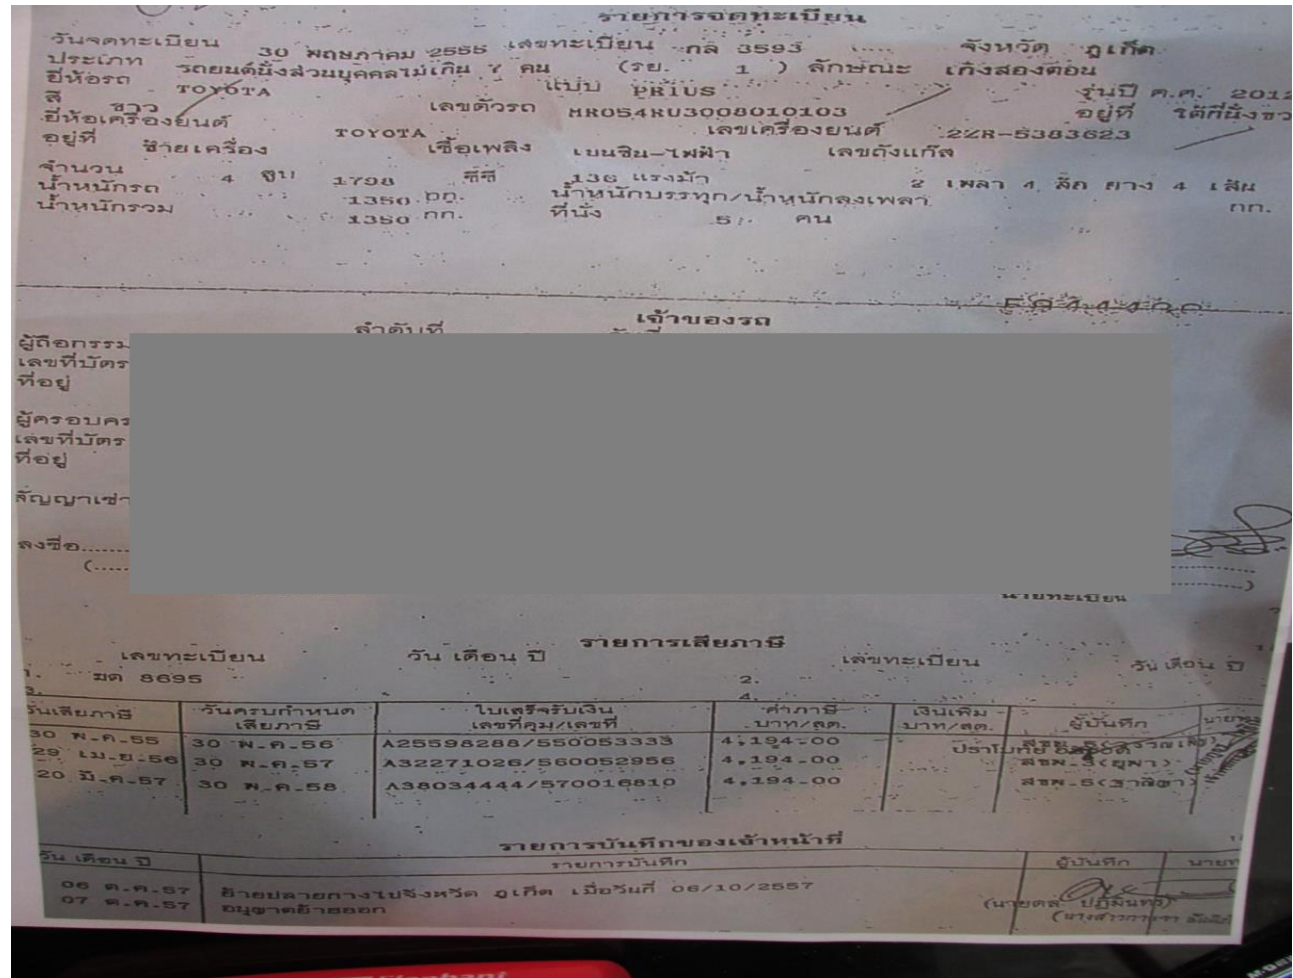 รายการจดทะเบียน
วันจดทะเบียน 30 พฤษภาคม 2555 เลขทะเบียน กล 3593 จังหวัด ภูเก็ต
ประเภท รถยนต์นั่งส่วนบุคคลไม่เกิน 7 คน (รย. 1 ) ลักษณะ เก๋งสองตอน
ยี่ห้อรถ TOYOTA แบบ PRIUS รุ่นปี ค.ศ. 2012
สี ขาว เลขตัวรถ MR054RU3008010103 อยู่ที่ ใต้ที่นั่งขวา
ยี่ห้อเครื่องยนต์ TOYOTA เลขเครื่องยนต์ 2ZR-5383623
อยู่ที่ ซ้ายเครื่อง เชื้อเพลิง เบนซิน-ไฟฟ้า เลขถังแก๊ส
จำนวน 4 สูบ 1798 ซีซี 136 แรงม้า 2 เพลา 4 ล้อ ยาง 4 เส้น
น้ำหนักรถ 1350 กก. น้ำหนักบรรทุก/น้ำหนักลงเพลา กก.
น้ำหนักรวม 1350 กก. ที่นั่ง 5 คน
เจ้าของรถ
ลำดับที่
ผู้ถือกรรม
เลขที่บัตร
ที่อยู่
ผู้ครอบคร
เลขที่บัตร
ที่อยู่
สัญญาเช่า
ลงชื่อ
นายทะเบียน
รายการเสียภาษี
เลขทะเบียน วัน เดือน ปี เลขทะเบียน วัน เดือน ปี
1. ฆต 8695 2.
3. 4.
วันเสียภาษี วันครบกำหนดเสียภาษี ใบเสร็จรับเงิน เลขที่คุม/เลขที่ ค่าภาษี บาท/สต. เงินเพิ่ม บาท/สต. ผู้บันทึก
30 พ.ค.55 30 พ.ค.56 A25598288/550053333 4,194.00
29 เม.ย.56 30 พ.ค.57 A32271026/560052956 4,194.00 สขพ.5(ยุพา)
20 มี.ค.57 30 พ.ค.58 A38034444/570016810 4,194.00
รายการบันทึกของเจ้าหน้าที่
วัน เดือน ปี รายการบันทึก ผู้บันทึก
06 ต.ค.57 ย้ายปลายทางไปจังหวัด ภูเก็ต เมื่อวันที่ 06/10/2557
07 ต.ค.57 อนุญาตย้ายออก